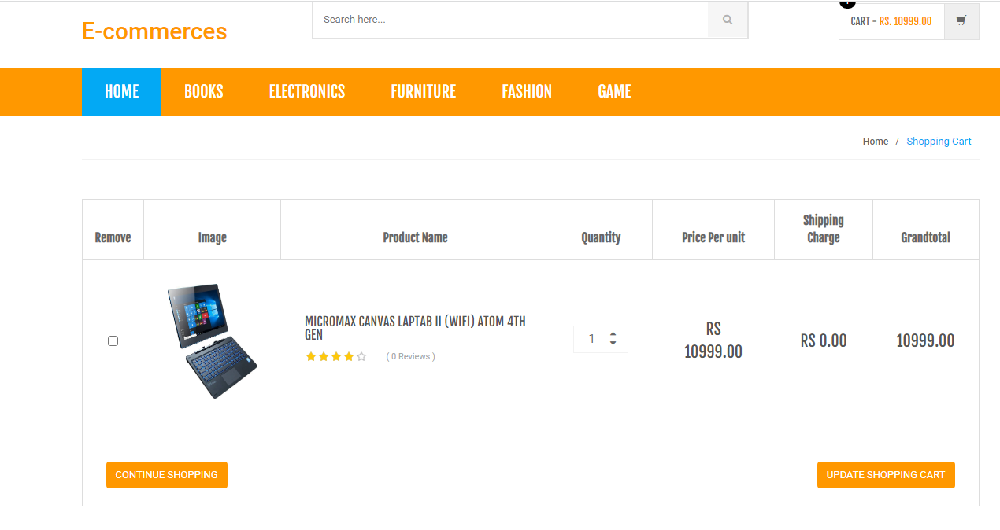 E-commerces
Search here...
CART - RS. 10999.00
HOME BOOKS ELECTRONICS FURNITURE FASHION GAME
Home / Shopping Cart
Remove Image Product Name Quantity Price Per unit Shipping Charge Grandtotal
MICROMAX CANVAS LAPTAB II (WIFI) ATOM 4TH
GEN
( 0 Reviews )
1
RS
10999.00
RS 0.00
10999.00
CONTINUE SHOPPING
UPDATE SHOPPING CART